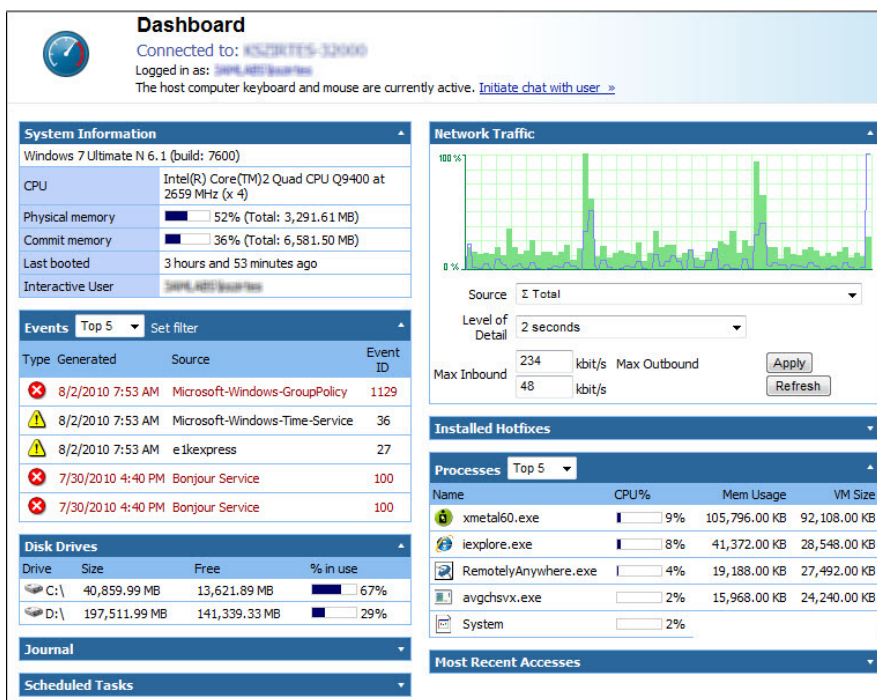 Dashboard
Connected to:
Logged in as:
The host computer keyboard and mouse are currently active. Initiate chat with user »
System Information
Windows 7 Ultimate N 6.1 (build: 7600)
CPU Intel(R) Core(TM)2 Quad CPU Q9400 at 2659 MHz (x 4)
Physical memory 52% (Total: 3,291.61 MB)
Commit memory 36% (Total: 6,581.50 MB)
Last booted 3 hours and 53 minutes ago
Interactive User
Events Top 5 Set filter
Type Generated Source Event ID
8/2/2010 7:53 AM Microsoft-Windows-GroupPolicy 1129
8/2/2010 7:53 AM Microsoft-Windows-Time-Service 36
8/2/2010 7:53 AM e1kexpress 27
7/30/2010 4:40 PM Bonjour Service 100
7/30/2010 4:40 PM Bonjour Service 100
Disk Drives
Drive Size Free % in use
C:\ 40,859.99 MB 13,621.89 MB 67%
D:\ 197,511.99 MB 141,339.33 MB 29%
Journal
Scheduled Tasks
Network Traffic
100 %
0 %
Source Σ Total
Level of Detail 2 seconds
Max Inbound 234 kbit/s Max Outbound Apply
48 kbit/s Refresh
Installed Hotfixes
Processes Top 5
Name CPU% Mem Usage VM Size
xmetal60.exe 9% 105,796.00 KB 92,108.00 KB
iexplore.exe 8% 41,372.00 KB 28,548.00 KB
RemotelyAnywhere.exe 4% 19,188.00 KB 27,492.00 KB
avgchsvx.exe 2% 15,968.00 KB 24,240.00 KB
System 2%
Most Recent Accesses